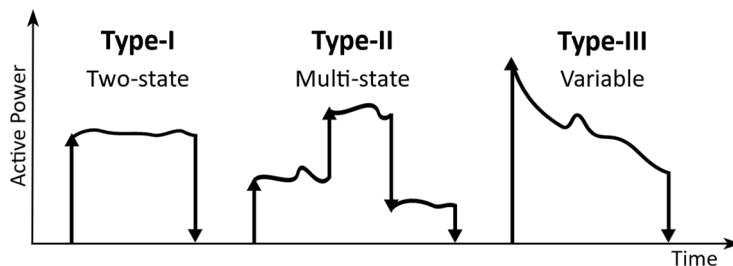 Type-I
Two-state
Type-II
Multi-state
Type-III
Variable
Active Power
Time